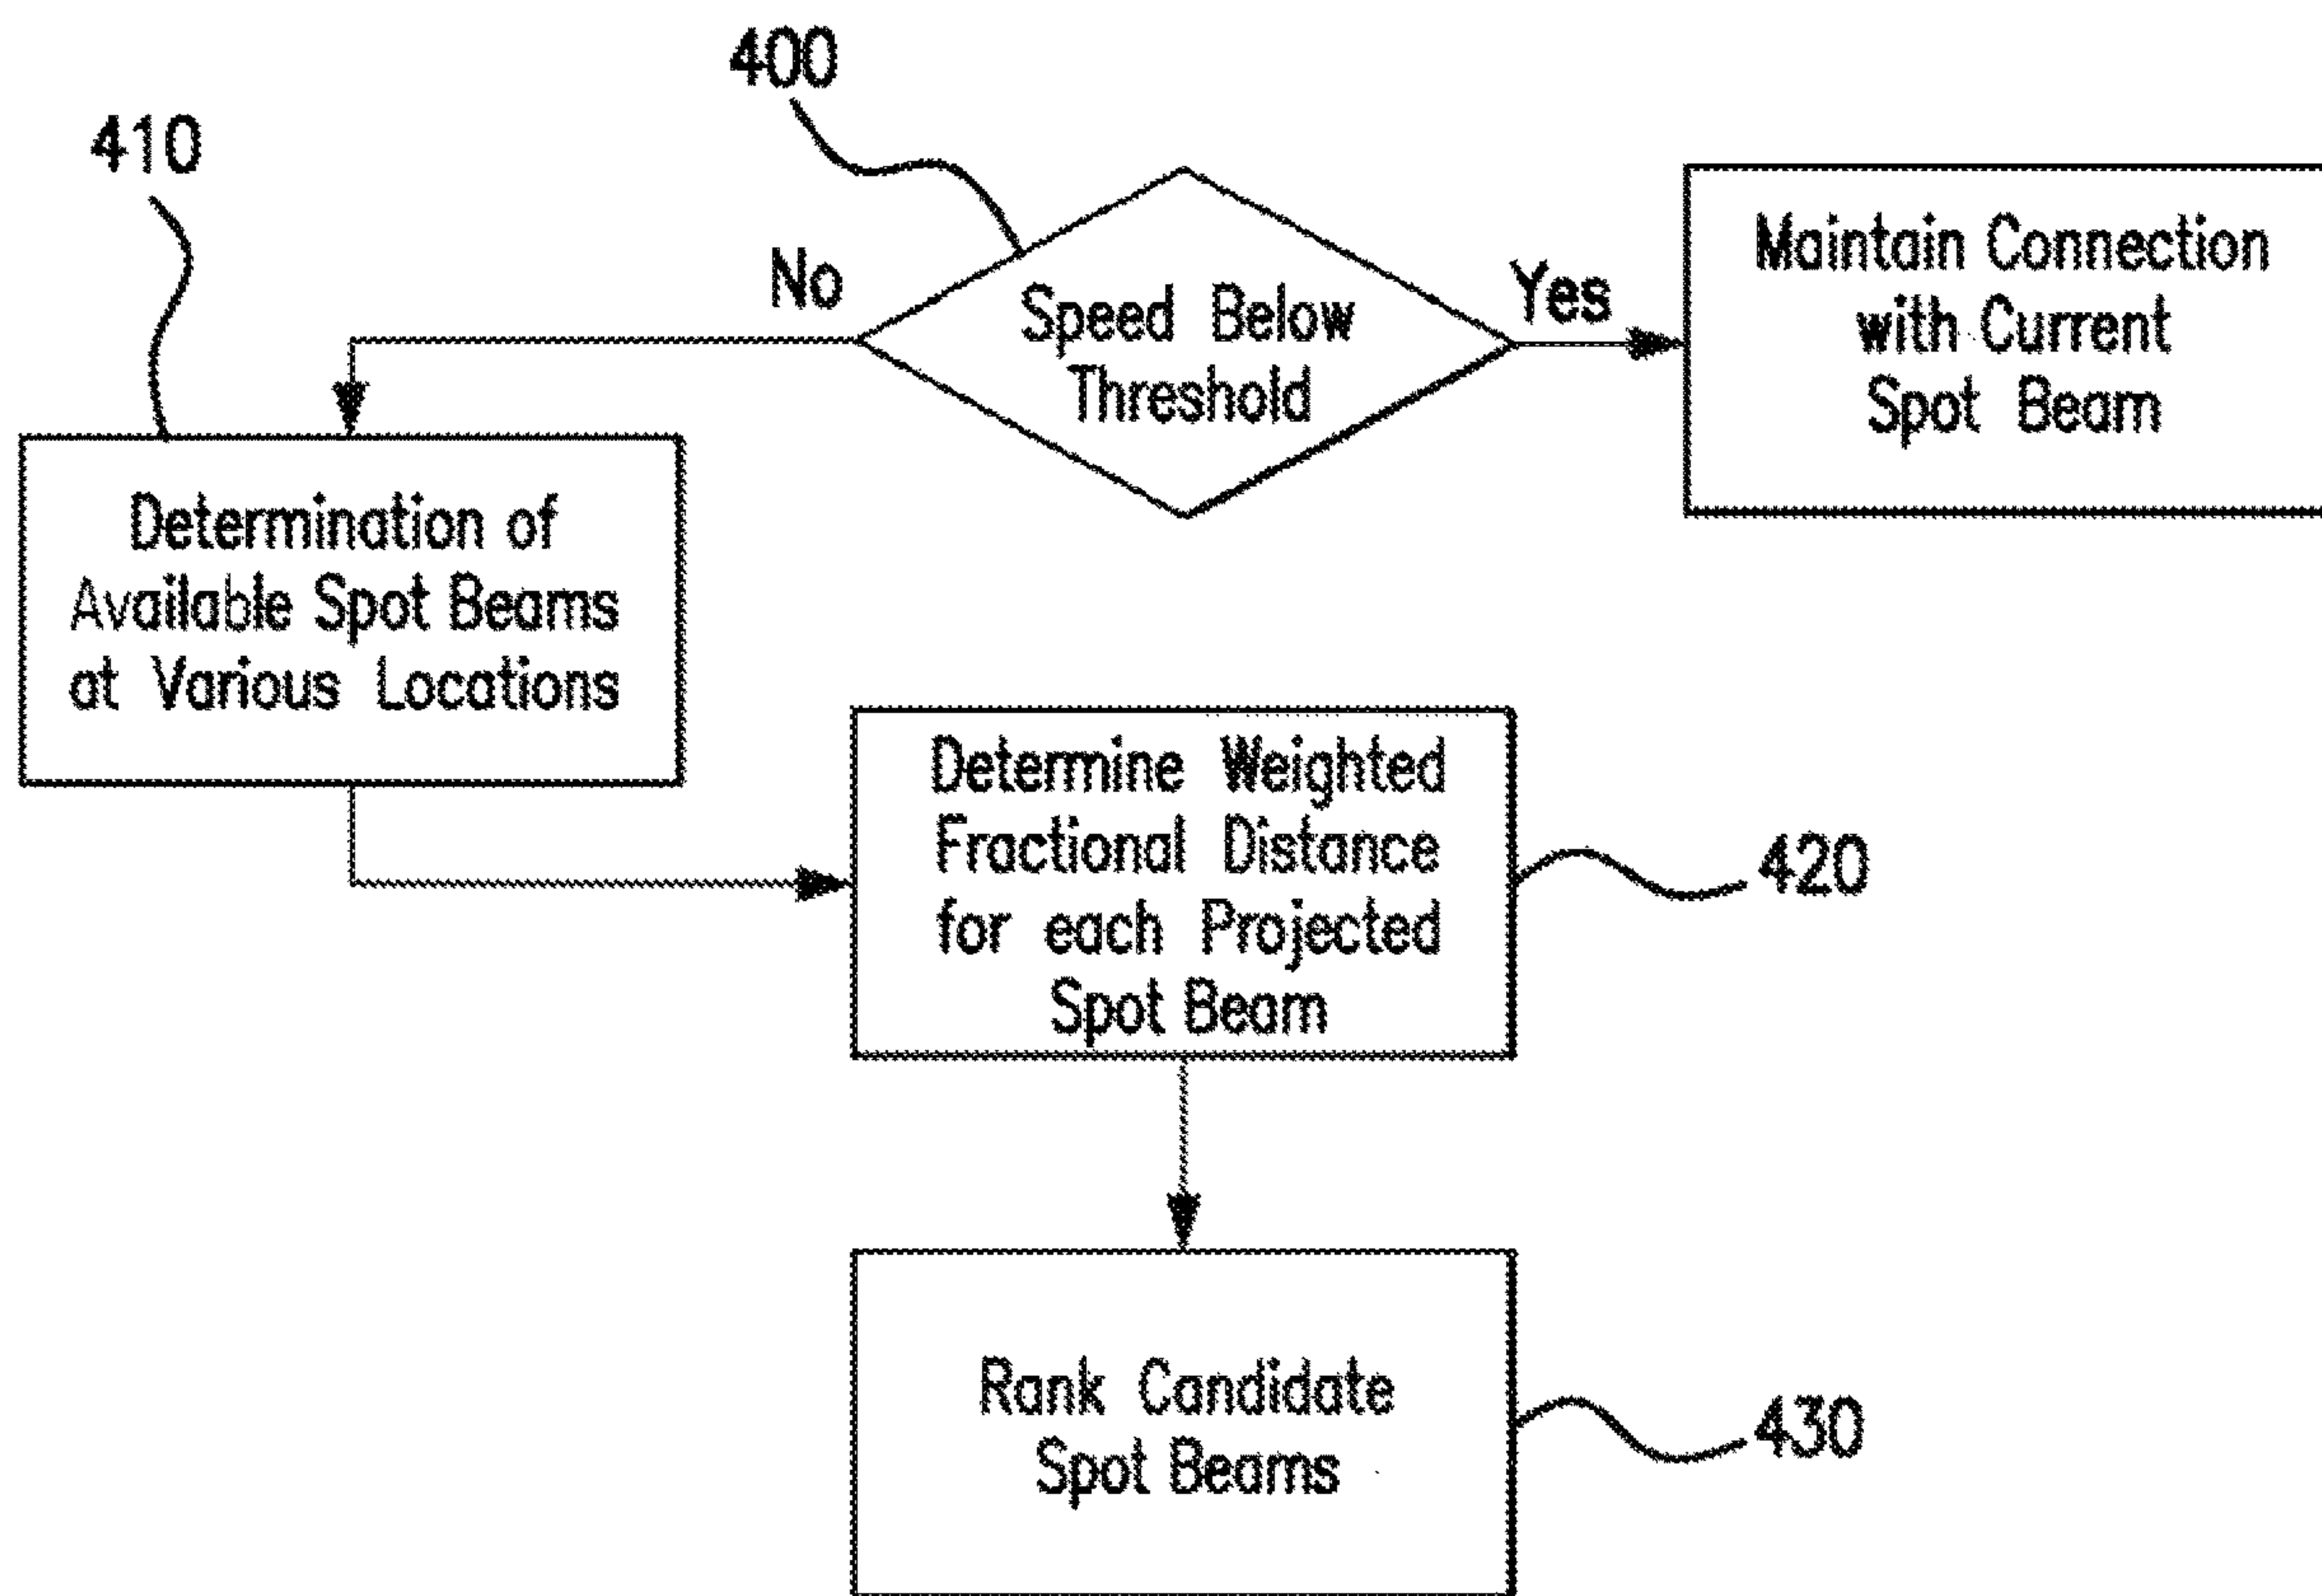 400
410
No
Speed Below
Threshold
Yes
Maintain Connection
with Current
Spot Beam
Determination of
Available Spot Beams
at Various Locations
Determine Weighted
Fractional Distance
for each Projected
Spot Beam
420
Rank Candidate
Spot Beams
430